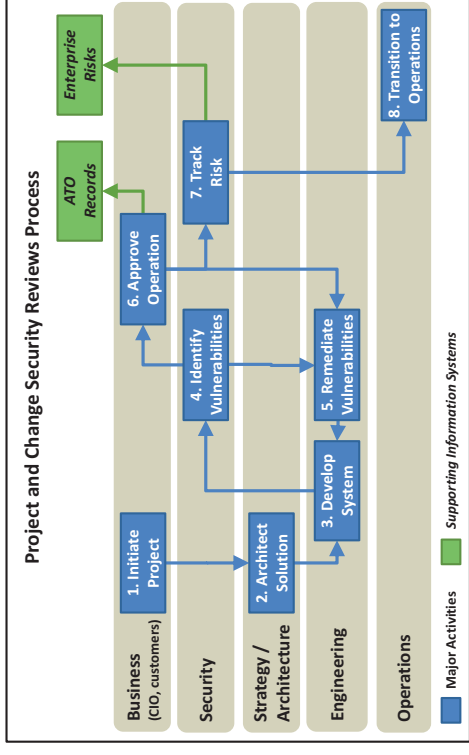 Project and Change Security Reviews Process
ATO
Records
Enterprise
Risks
Business
(CIO, customers)
1. Initiate
Project
6. Approve
Operation
Security
4. Identify
Vulnerabilities
7. Track
Risk
Strategy /
Architecture
2. Architect
Solution
Engineering
3. Develop
System
5. Remediate
Vulnerabilities
Operations
8. Transition to
Operations
Major Activities
Supporting Information Systems